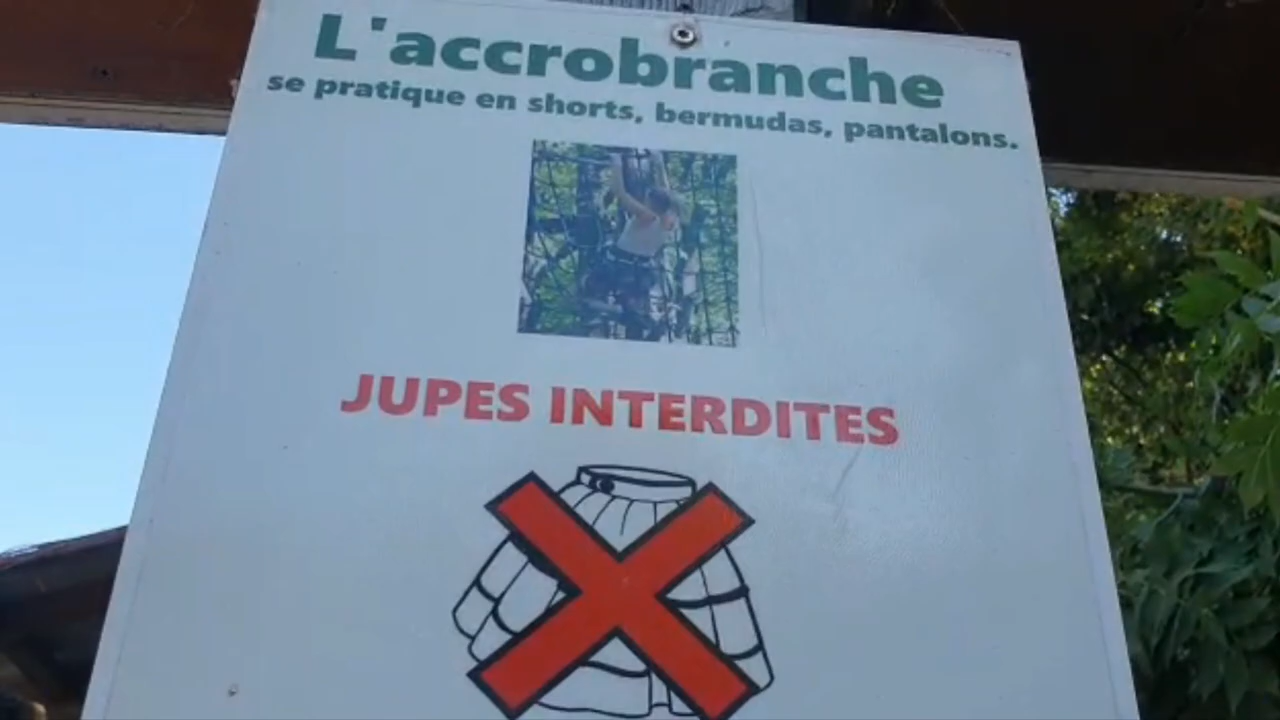 L'accrobranche
se pratique en shorts, bermudas, pantalons.
JUPES INTERDITES